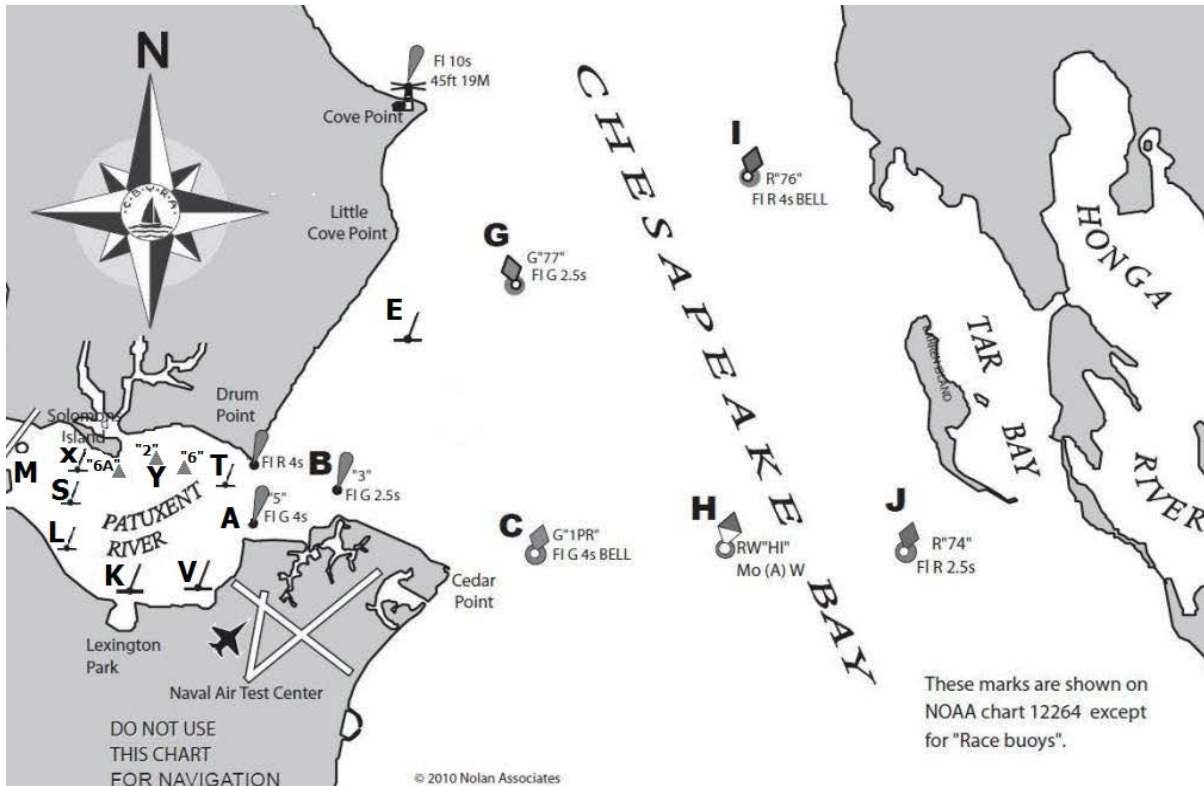 N
Fl 10s
45ft 19M
Cove Point
C.B.Y.R.A.
Little
Cove Point
CHESAPEAKE BAY
I
R"76"
Fl R 4s BELL
G
G"77"
Fl G 2.5s
E
HONGA
RIVER
TAR
BAY
BARREN ISLAND
Drum
Point
Solomons
Island
M
X
"6A"
"2"
Y
"6"
T
Fl R 4s
B
"3"
Fl G 2.5s
S
PATUXENT
RIVER
A
"5"
Fl G 4s
L
K
V
C
G"1PR"
Fl G 4s BELL
H
RW"HI"
Mo (A) W
J
R"74"
Fl R 2.5s
Cedar
Point
Lexington
Park
Naval Air Test Center
DO NOT USE
THIS CHART
FOR NAVIGATION
© 2010 Nolan Associates
These marks are shown on
NOAA chart 12264 except
for "Race buoys".